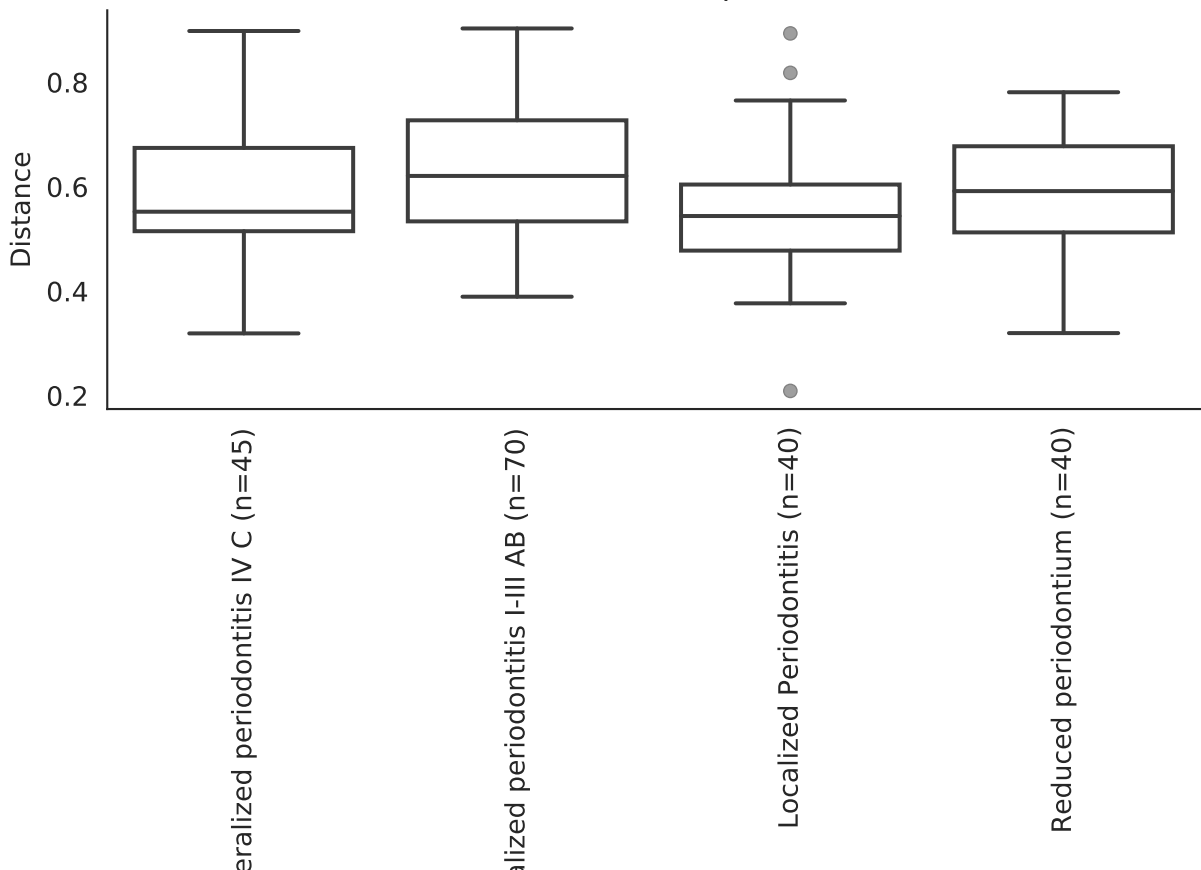 Distance
0.8
0.6
0.4
0.2
eralized periodontitis IV C (n=45)
alized periodontitis I-III AB (n=70)
Localized Periodontitis (n=40)
Reduced periodontium (n=40)